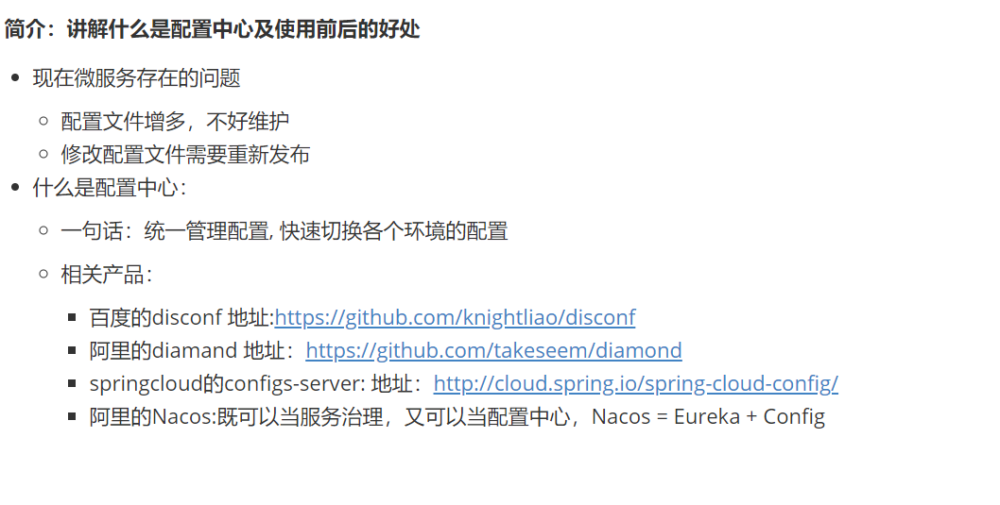 简介：讲解什么是配置中心及使用前后的好处
现在微服务存在的问题
配置文件增多，不好维护
修改配置文件需要重新发布
什么是配置中心：
一句话：统一管理配置, 快速切换各个环境的配置
相关产品：
百度的disconf 地址:https://github.com/knightliao/disconf
阿里的diamand 地址：https://github.com/takeseem/diamond
springcloud的configs-server: 地址：http://cloud.spring.io/spring-cloud-config/
阿里的Nacos:既可以当服务治理，又可以当配置中心，Nacos = Eureka + Config